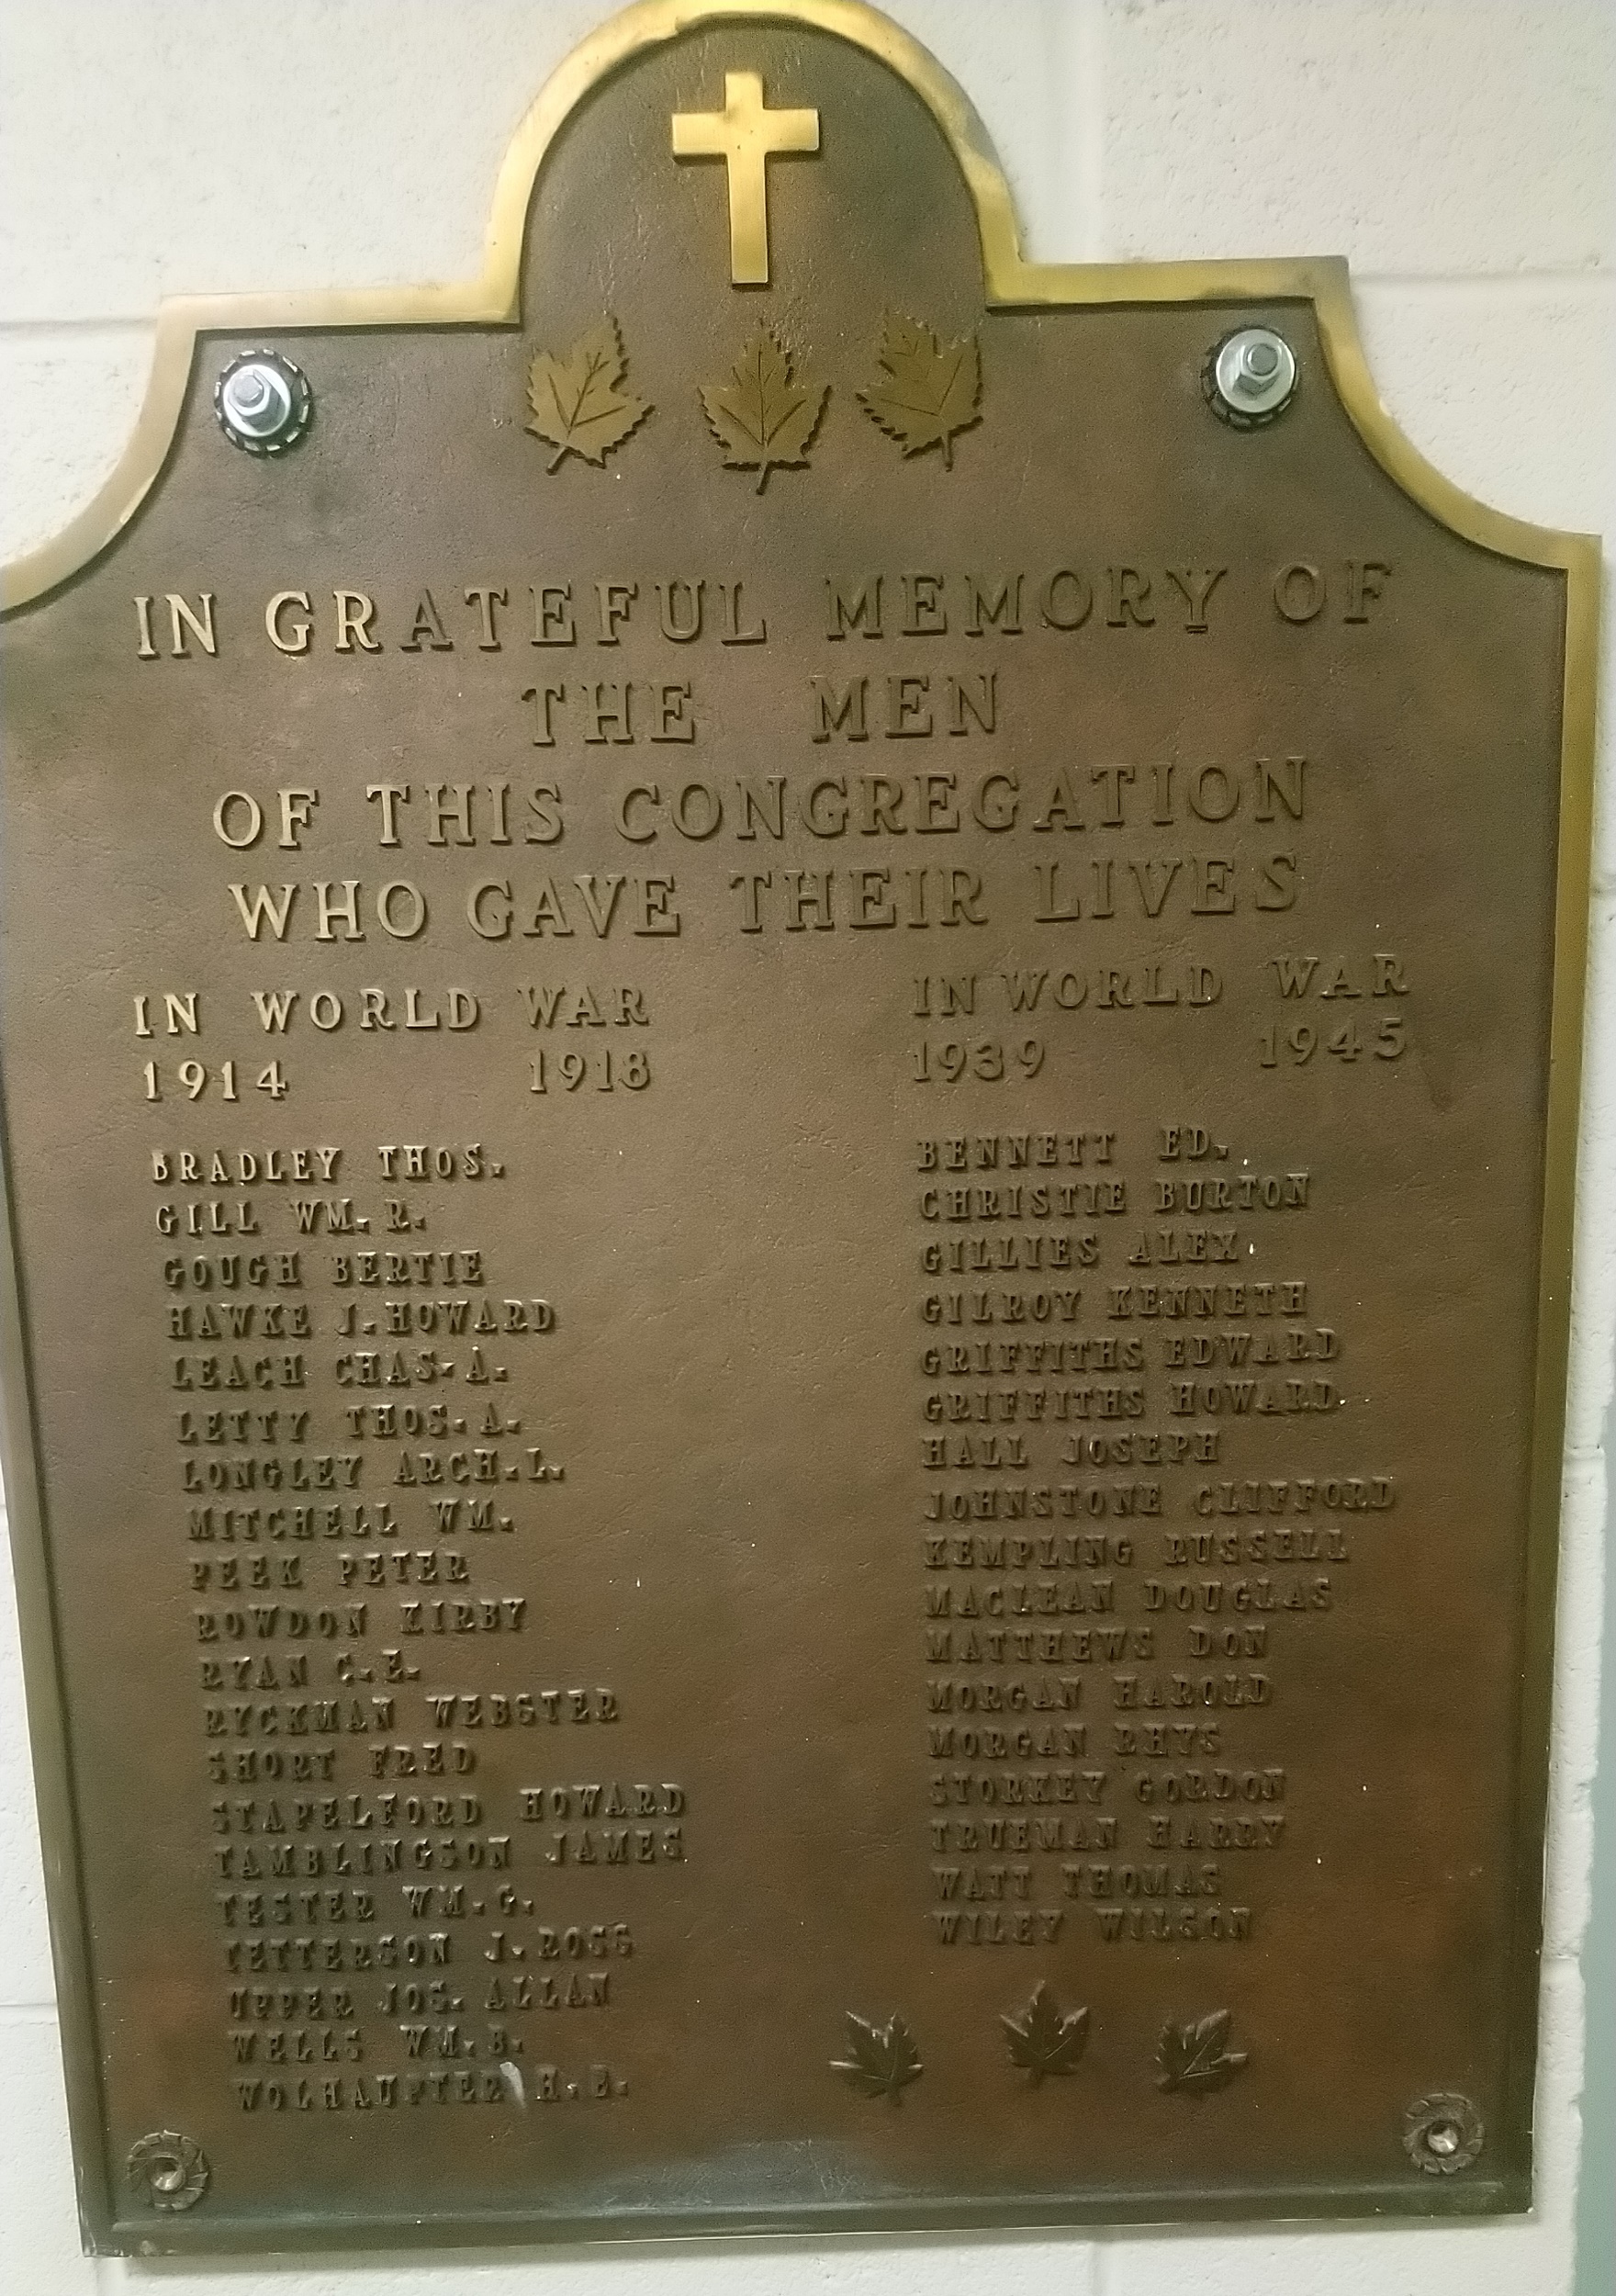 IN GRATEFUL MEMORY OF
THE MEN
OF THIS CONGREGATION
WHO GAVE THEIR LIVES
IN WORLD WAR
1914 1918
BRADLEY THOS.
GILL WM. R.
GOUGH BERTIE
HAWKE J. HOWARD
LEACH CHAS. A.
LETTY THOS. A.
LONGLEY ARCH. L.
MITCHELL WM.
PEEK PETER
ROWDON KIRBY
RYAN C. E.
RYCKMAN WEBSTER
SHORT FRED
STAPELFORD HOWARD
TAMBLINGSON JAMES
TESTER WM. G.
TETTERSON J. ROSS
UPPER JOS. ALLAN
WELLS WM. B.
WOLHAUPTER H.
IN WORLD WAR
1939 1945
BENNETT ED.
CHRISTIE BURTON
GILLIES ALEX.
GILROY KENNETH
GRIFFITHS EDWARD
GRIFFITHS HOWARD
HALL JOSEPH
JOHNSTONE CLIFFORD
KEMPLING RUSSELL
MACLEAN DOUGLAS
MATTHEWS DON
MORGAN HAROLD
MORGAN RHYS
STORKEY GORDON
TRUEMAN HARRY
WATT THOMAS
WILEY WILSON